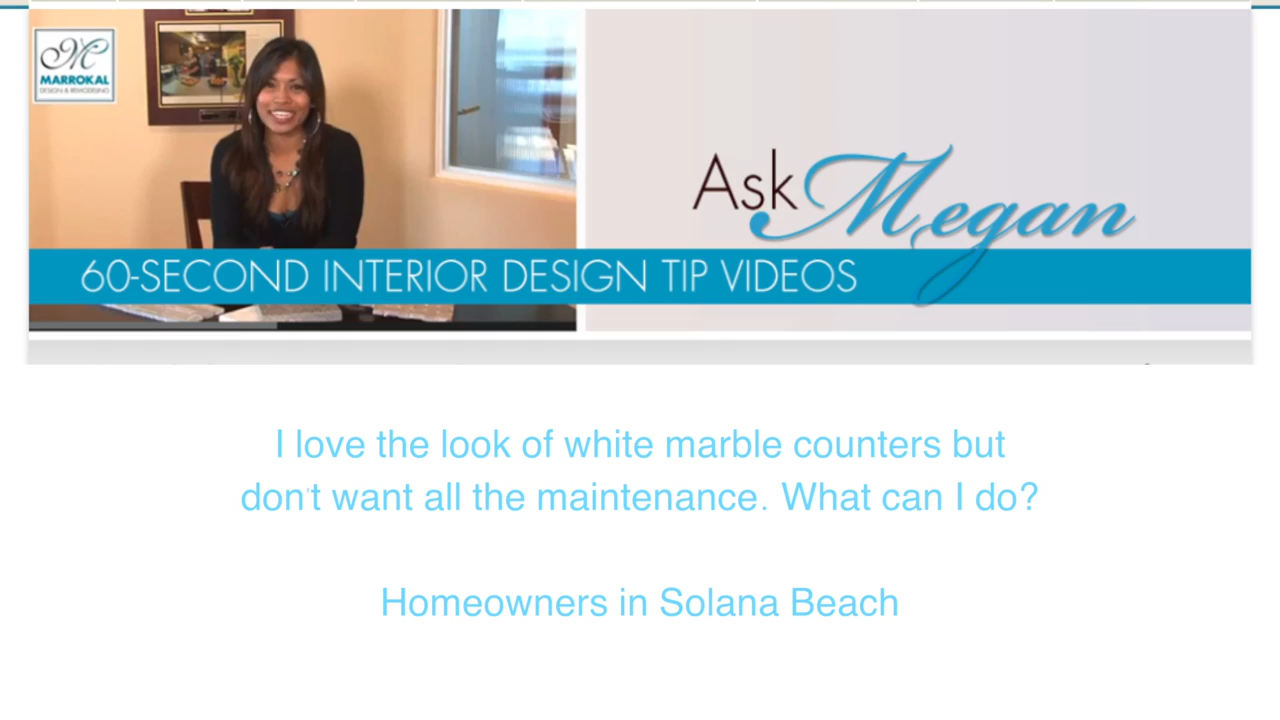 MARROKAL
DESIGN & REMODELING
Ask Megan
60-SECOND INTERIOR DESIGN TIP VIDEOS
I love the look of white marble counters but
don't want all the maintenance. What can I do?
Homeowners in Solana Beach